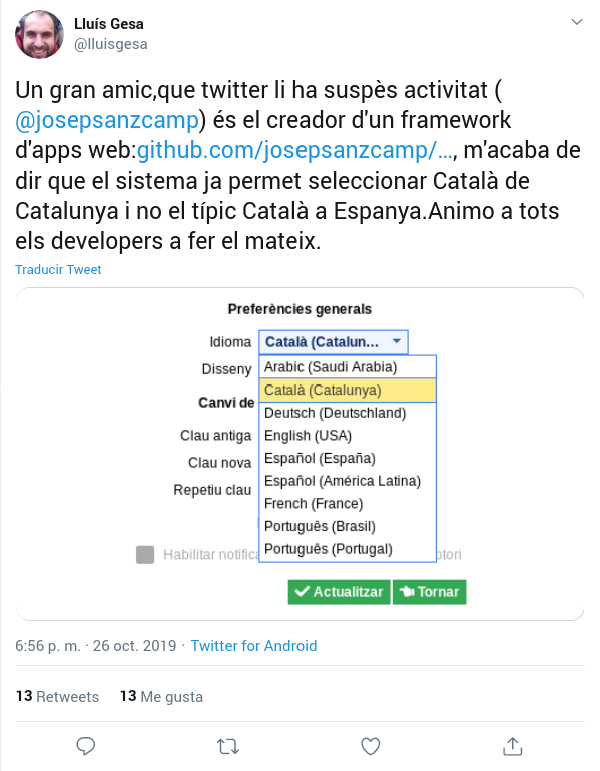 Lluís Gesa
@lluisgesa
Un gran amic,que twitter li ha suspès activitat (
@josepsanzcamp) és el creador d'un framework
d'apps web:github.com/josepsanzcamp/…, m'acaba de
dir que el sistema ja permet seleccionar Català de
Catalunya i no el típic Català a Espanya.Animo a tots
els developers a fer el mateix.
Traducir Tweet
Preferències generals
Idioma Català (Catalun...
Disseny Arabic (Saudi Arabia)
Català (Catalunya)
Canvi de
Deutsch (Deutschland)
Clau antiga English (USA)
Clau nova Español (España)
Español (América Latina)
Repetiu clau
French (France)
Português (Brasil)
Habilitar notifica Português (Portugal) otori
Actualitzar Tornar
6:56 p. m. · 26 oct. 2019 · Twitter for Android
13 Retweets 13 Me gusta